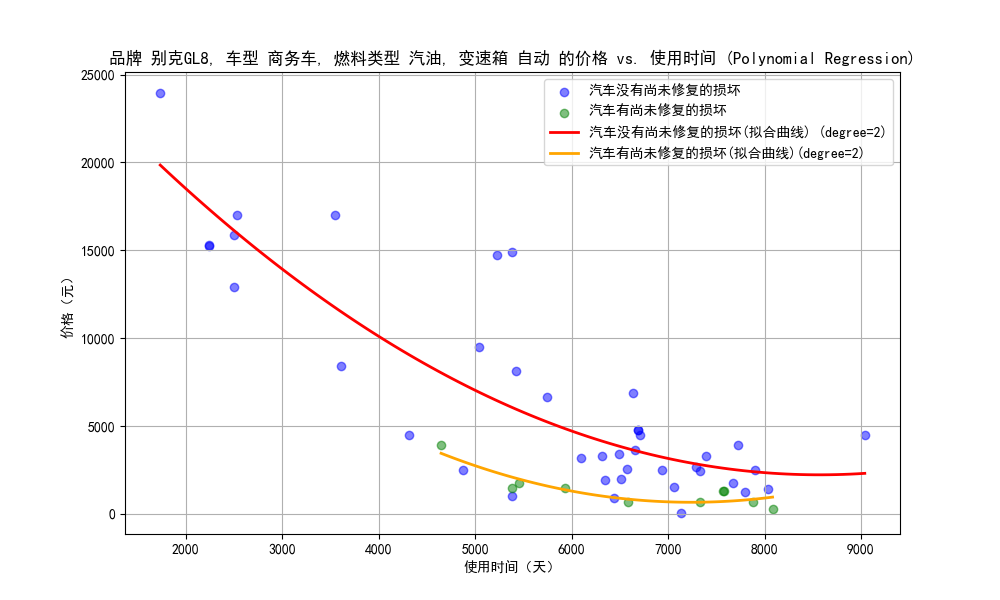 品牌 别克GL8, 车型 商务车, 燃料类型 汽油, 变速箱 自动 的价格 vs. 使用时间 (Polynomial Regression)
25000
20000
15000
10000
5000
0
价格（元）
汽车没有尚未修复的损坏
汽车有尚未修复的损坏
汽车没有尚未修复的损坏(拟合曲线) (degree=2)
汽车有尚未修复的损坏(拟合曲线)(degree=2)
2000 3000 4000 5000 6000 7000 8000 9000
使用时间（天）